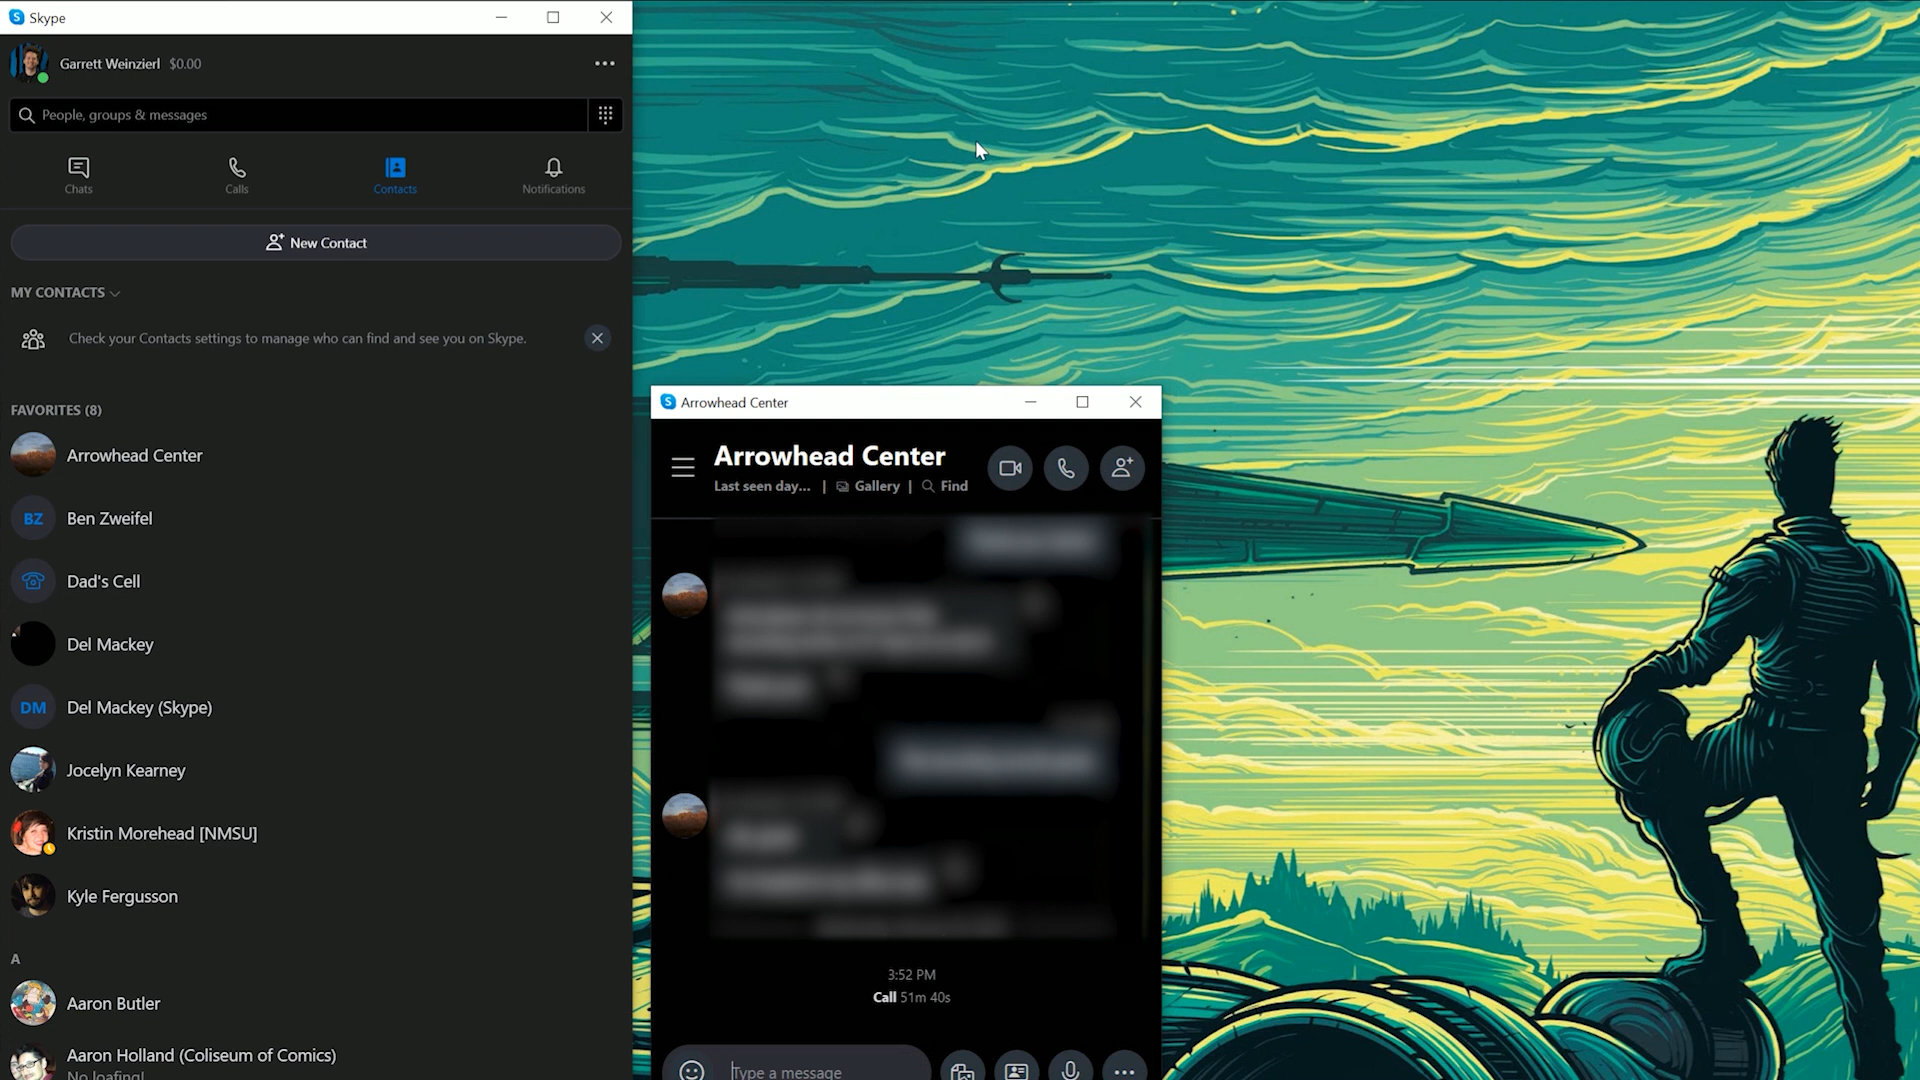 Skype
Garrett Weinzierl $0.00
People, groups & messages
Chats Calls Contacts Notifications
New Contact
MY CONTACTS
Check your Contacts settings to manage who can find and see you on Skype.
FAVORITES (8)
Arrowhead Center
BZ Ben Zweifel
Dad's Cell
Del Mackey
DM Del Mackey (Skype)
Jocelyn Kearney
Kristin Morehead [NMSU]
Kyle Fergusson
A
Aaron Butler
Aaron Holland (Coliseum of Comics)
No loafing!
Arrowhead Center
Arrowhead Center
Last seen day... | Gallery | Find
3:52 PM
Call 51m 40s
Type a message